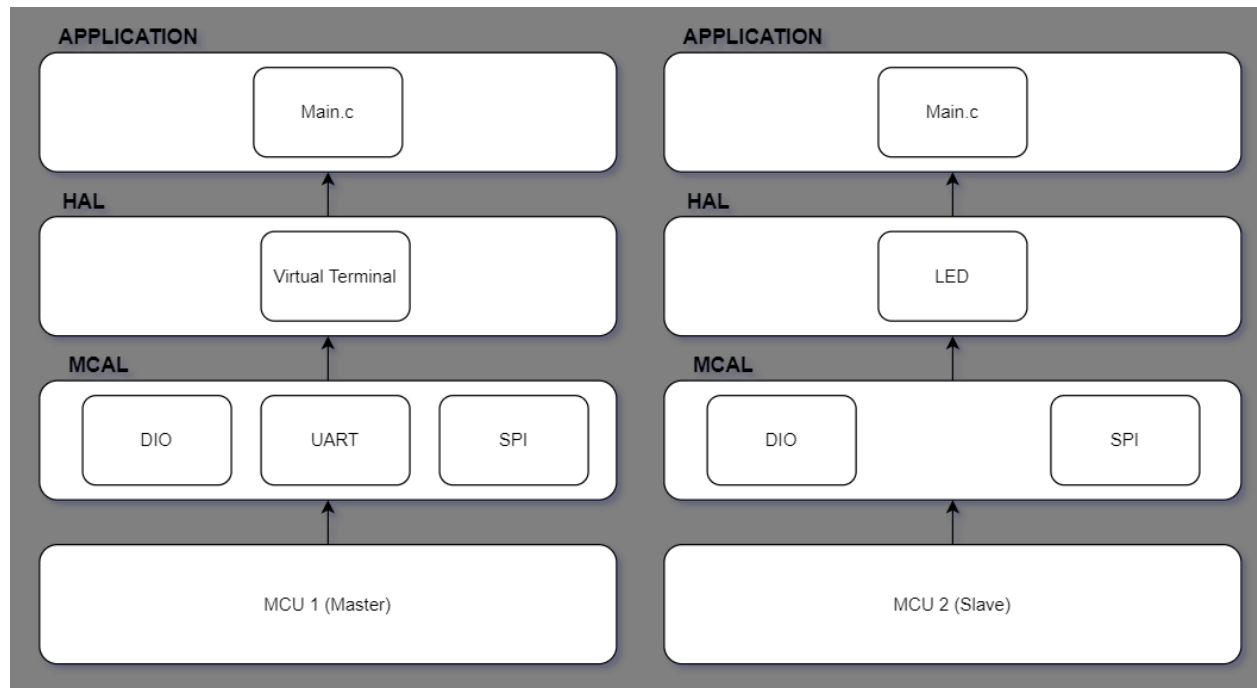 APPLICATION
Main.c
HAL
Virtual Terminal
MCAL
DIO
UART
SPI
MCU 1 (Master)
APPLICATION
Main.c
HAL
LED
MCAL
DIO
SPI
MCU 2 (Slave)